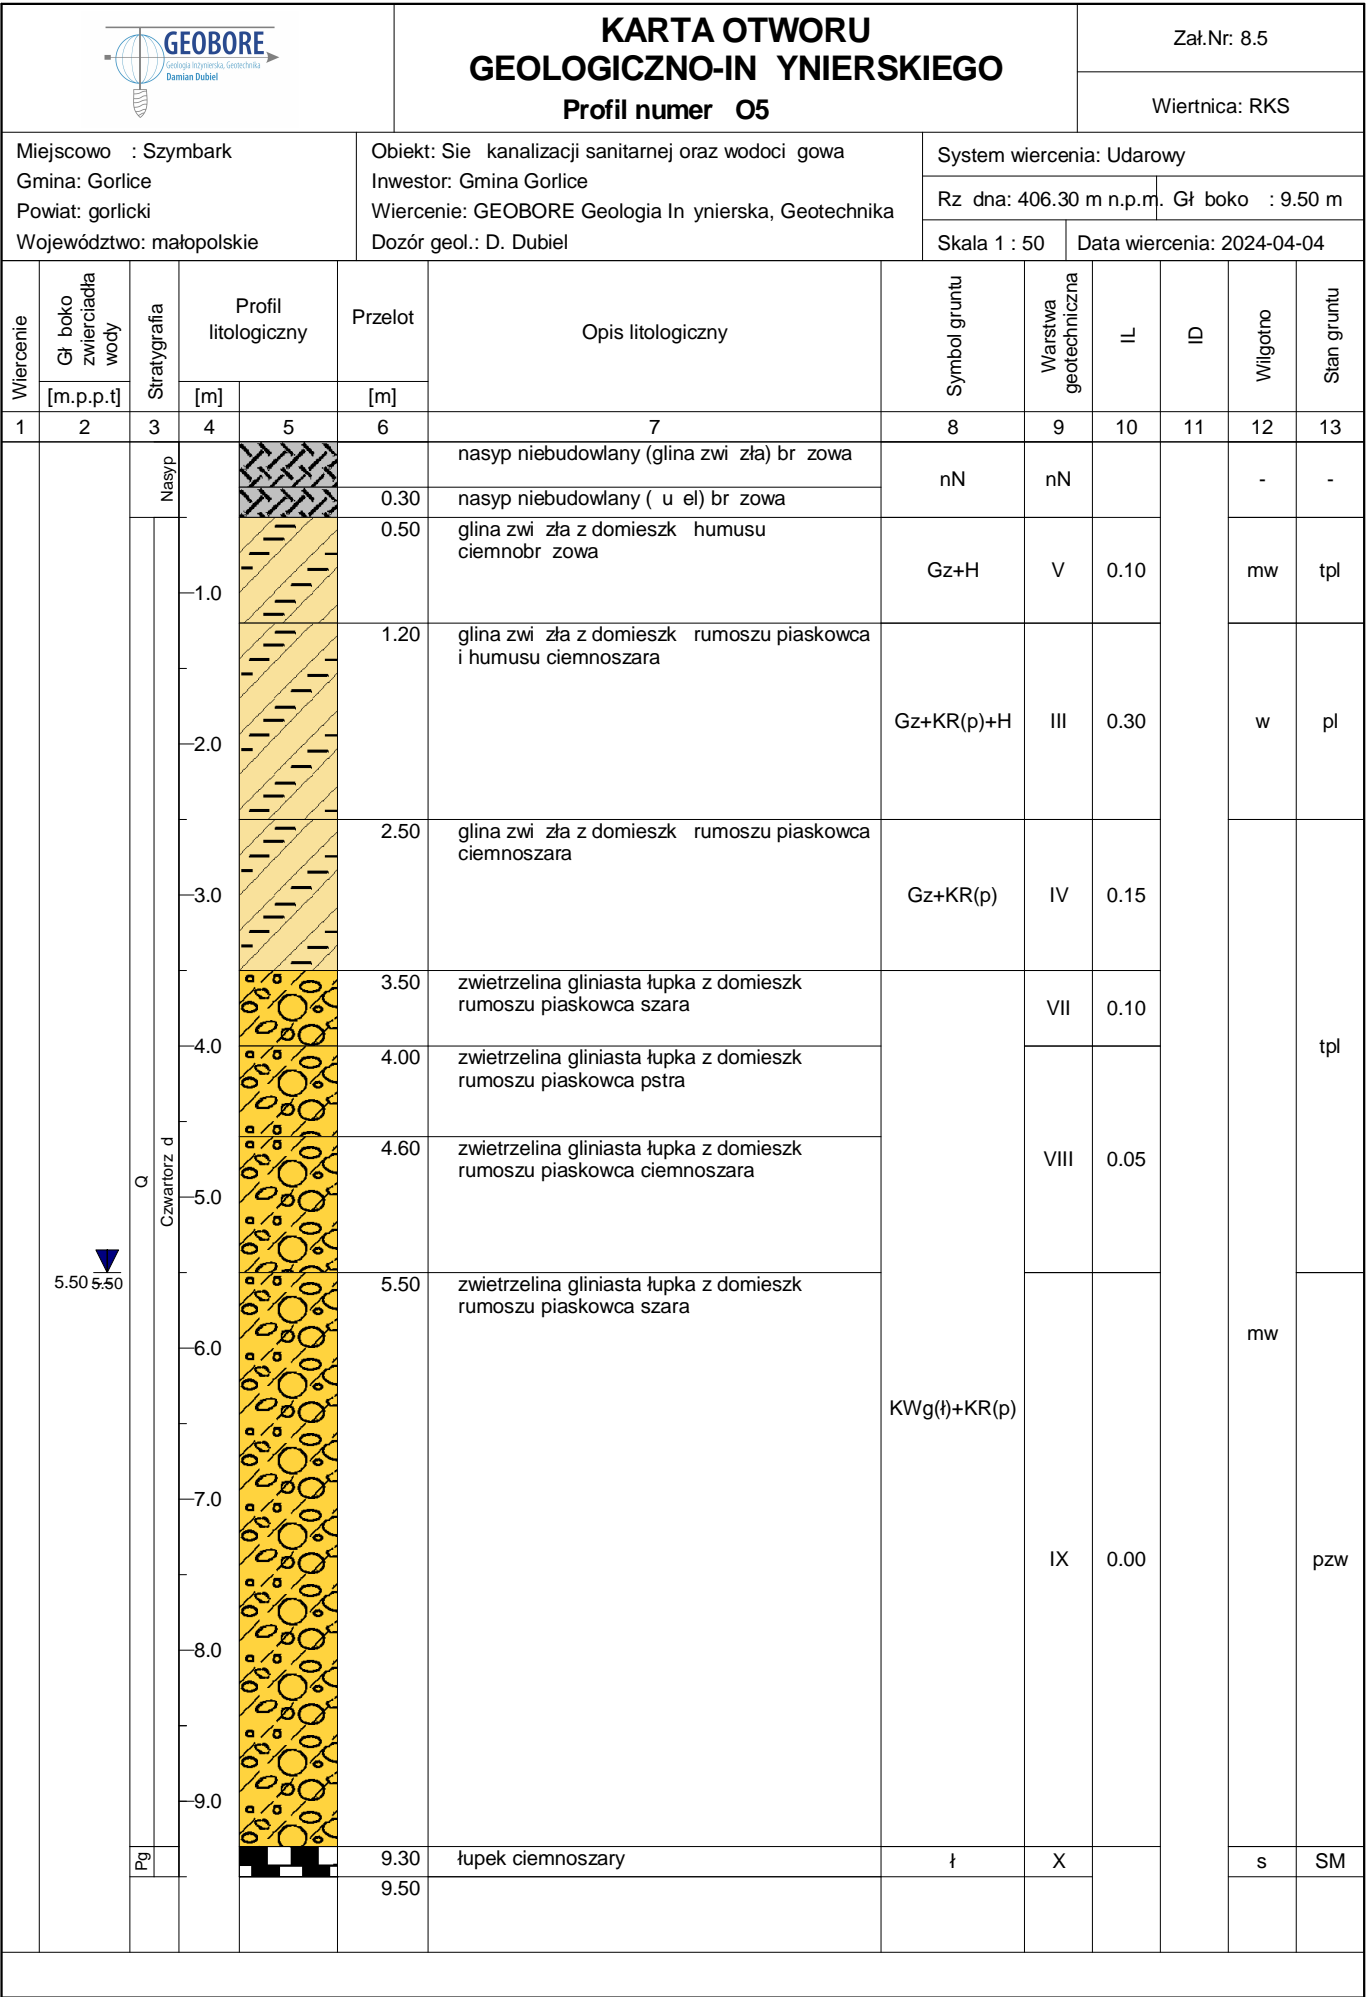 GEOBORE
Geologia Inżynierska, Geotechnika
Damian Dubiel
KARTA OTWORU
GEOLOGICZNO-IN YNIERSKIEGO
Profil numer O5
Zał.Nr: 8.5
Wiertnica: RKS
Miejscowo : Szymbark
Gmina: Gorlice
Powiat: gorlicki
Województwo: małopolskie
Obiekt: Sie kanalizacji sanitarnej oraz wodoci gowa
Inwestor: Gmina Gorlice
Wiercenie: GEOBORE Geologia In ynierska, Geotechnika
Dozór geol.: D. Dubiel
System wiercenia: Udarowy
Rz dna: 406.30 m n.p.m. Gł boko : 9.50 m
Skala 1 : 50 Data wiercenia: 2024-04-04
Wiercenie
Gł boko
zwierciadła
wody
[m.p.p.t]
Stratygrafia
Profil
litologiczny
[m]
Przelot
[m]
Opis litologiczny
Symbol gruntu
Warstwa
geotechniczna
IL
ID
Wilgotno
Stan gruntu
1 2 3 4 5 6 7 8 9 10 11 12 13
Nasyp
nasyp niebudowlany (glina zwi zła) br zowa
nN nN - -
0.30 nasyp niebudowlany ( u el) br zowa
0.50 glina zwi zła z domieszk humusu
ciemnobr zowa
Gz+H V 0.10 mw tpl
1.0
1.20 glina zwi zła z domieszk rumoszu piaskowca
i humusu ciemnoszara
Gz+KR(p)+H III 0.30 w pl
2.0
2.50 glina zwi zła z domieszk rumoszu piaskowca
ciemnoszara
3.0
Gz+KR(p) IV 0.15
3.50 zwietrzelina gliniasta łupka z domieszk
rumoszu piaskowca szara
VII 0.10
4.0
tpl
4.00 zwietrzelina gliniasta łupka z domieszk
rumoszu piaskowca pstra
4.60 zwietrzelina gliniasta łupka z domieszk
rumoszu piaskowca ciemnoszara
VIII 0.05
Q
Czwartorz d
5.0
5.50 5.50
5.50 zwietrzelina gliniasta łupka z domieszk
rumoszu piaskowca szara
mw
6.0
KWg(ł)+KR(p)
7.0
IX 0.00 pzw
8.0
9.0
Pg
9.30 łupek ciemnoszary ł X s SM
9.50